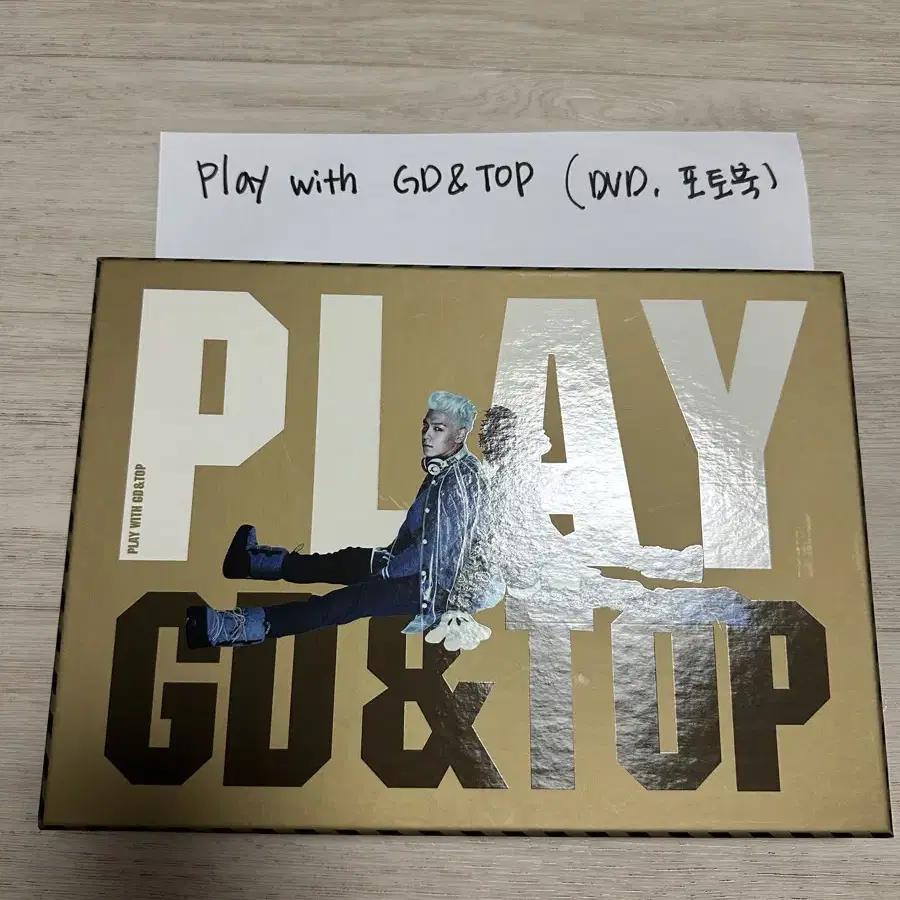 Play with GD & TOP (DVD, 포토북)
PLAY
PLAY WITH GD&TOP
GD&TOP